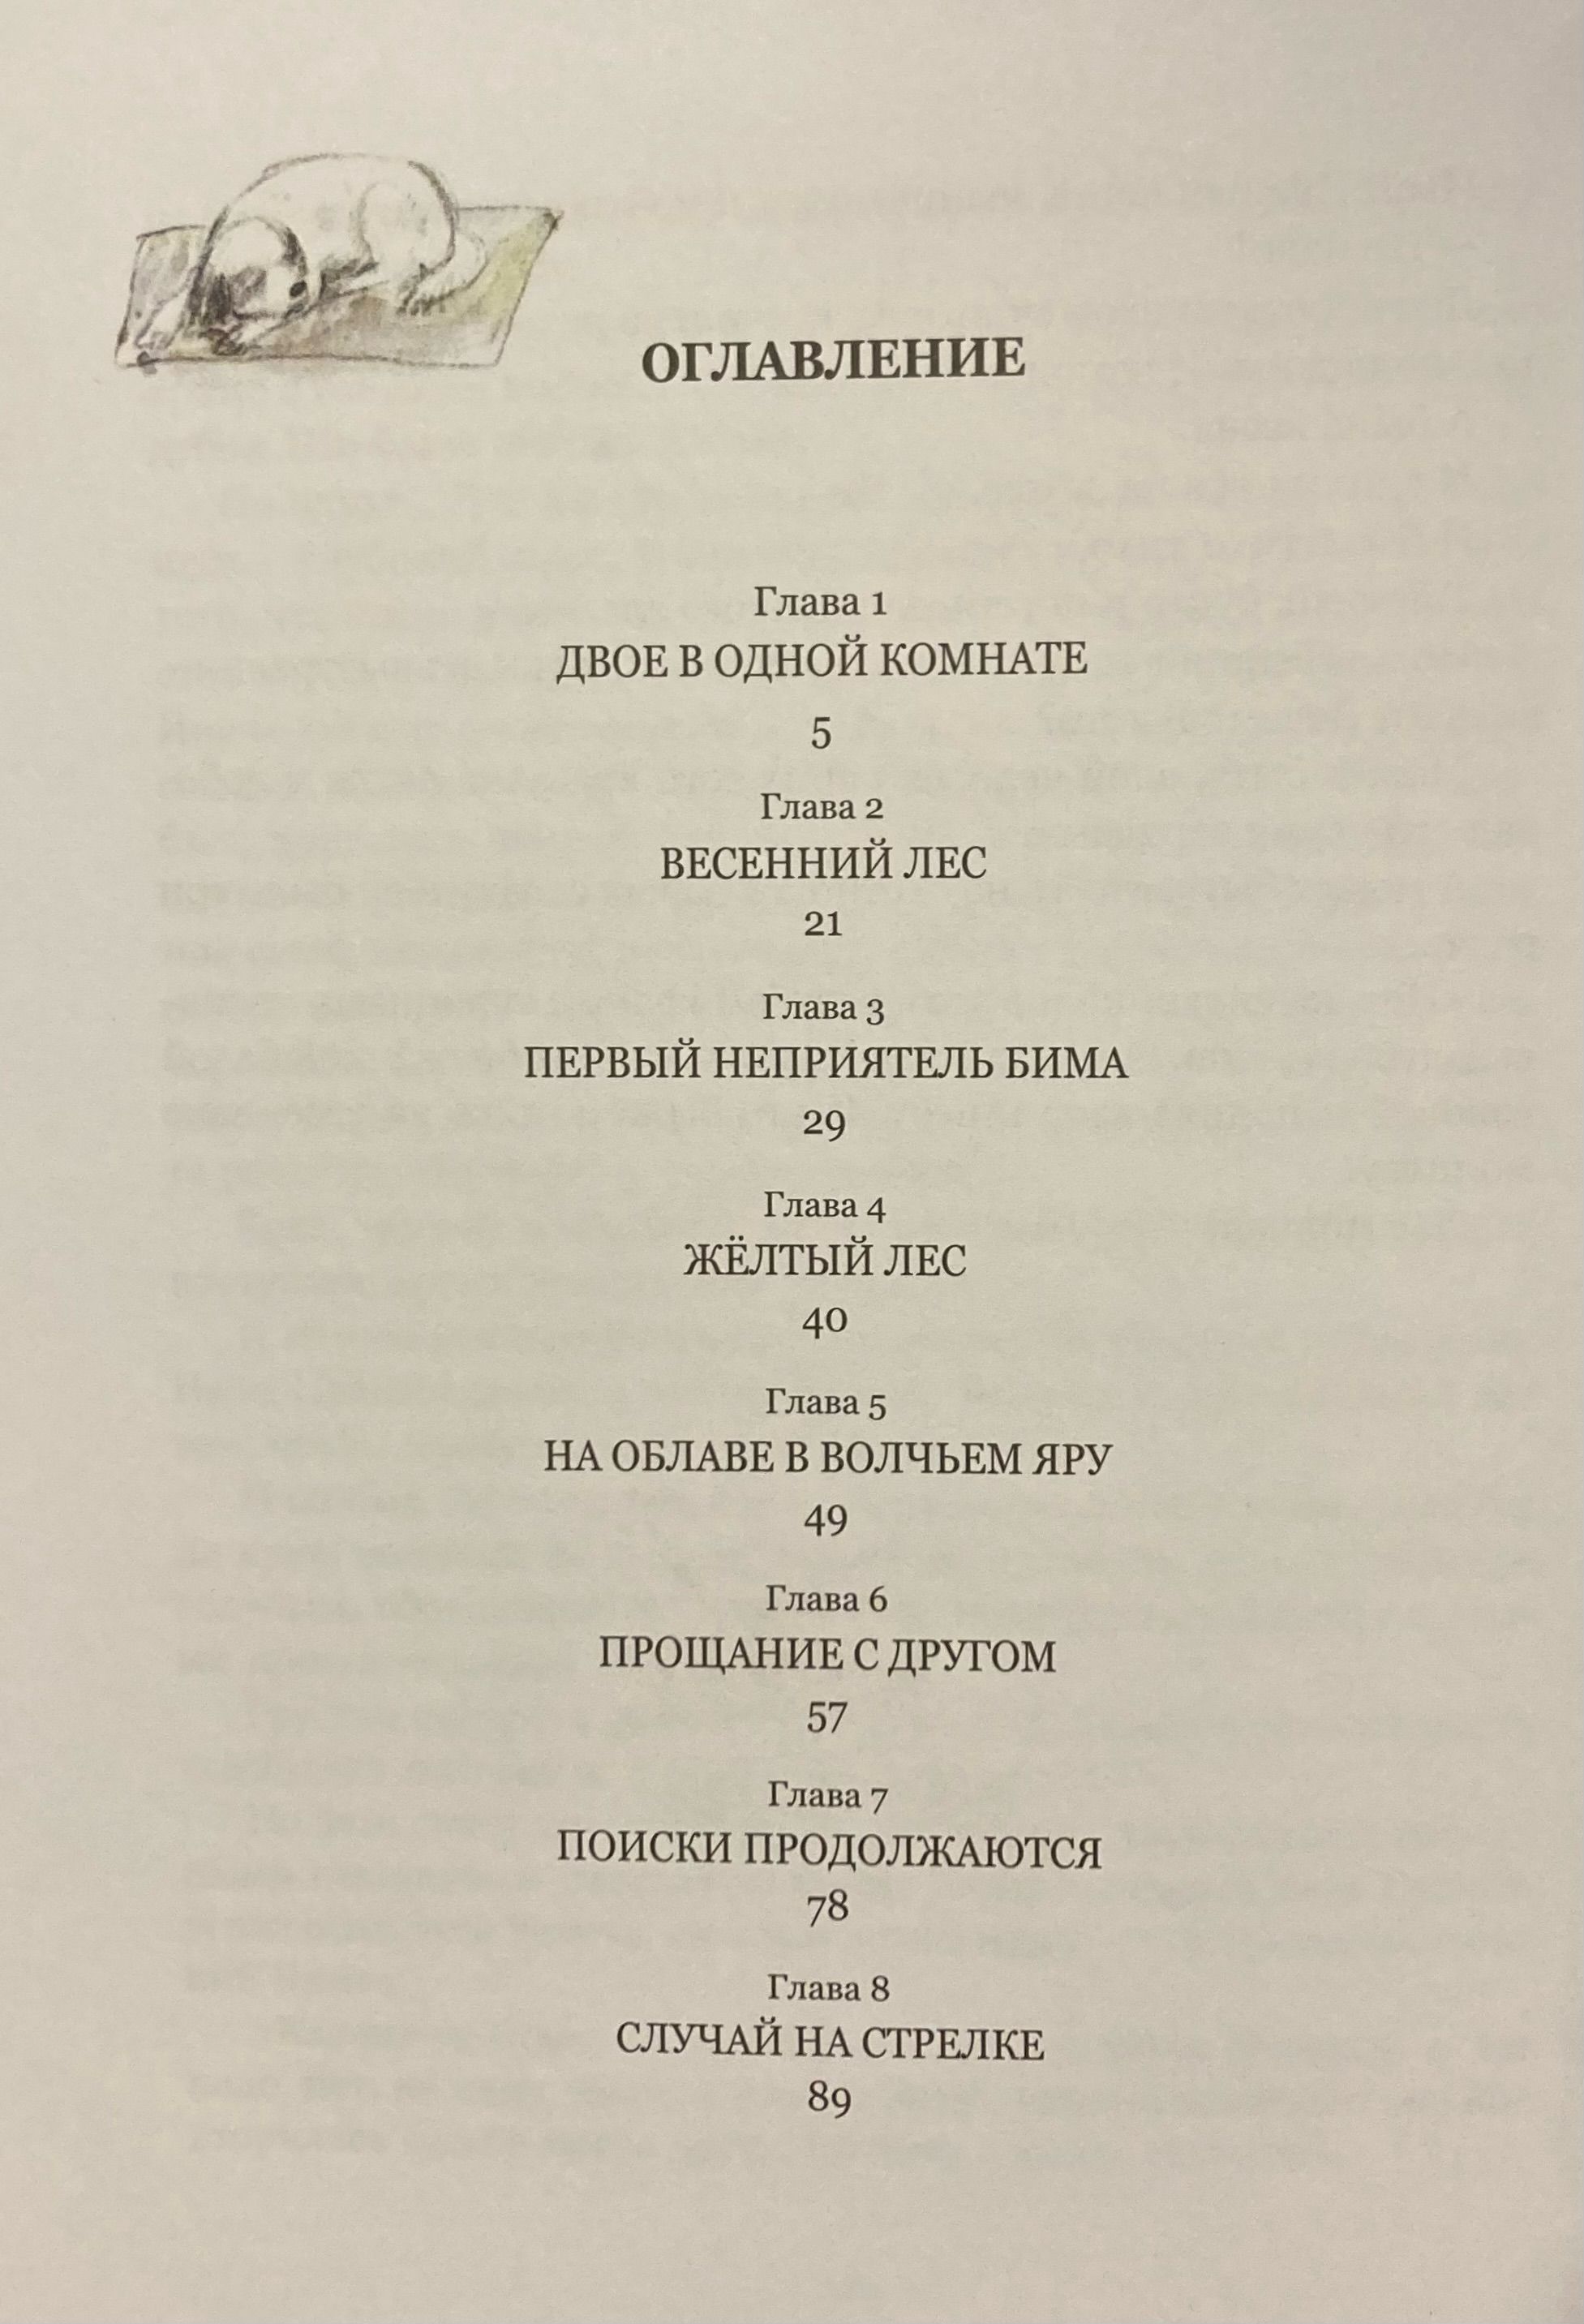 ОГЛАВЛЕНИЕ
Глава 1
ДВОЕ В ОДНОЙ КОМНАТЕ
5
Глава 2
ВЕСЕННИЙ ЛЕС
21
Глава 3
ПЕРВЫЙ НЕПРИЯТЕЛЬ БИМА
29
Глава 4
ЖЁЛТЫЙ ЛЕС
40
Глава 5
НА ОБЛАВЕ В ВОЛЧЬЕМ ЯРУ
49
Глава 6
ПРОЩАНИЕ С ДРУГОМ
57
Глава 7
ПОИСКИ ПРОДОЛЖАЮТСЯ
78
Глава 8
СЛУЧАЙ НА СТРЕЛКЕ
89